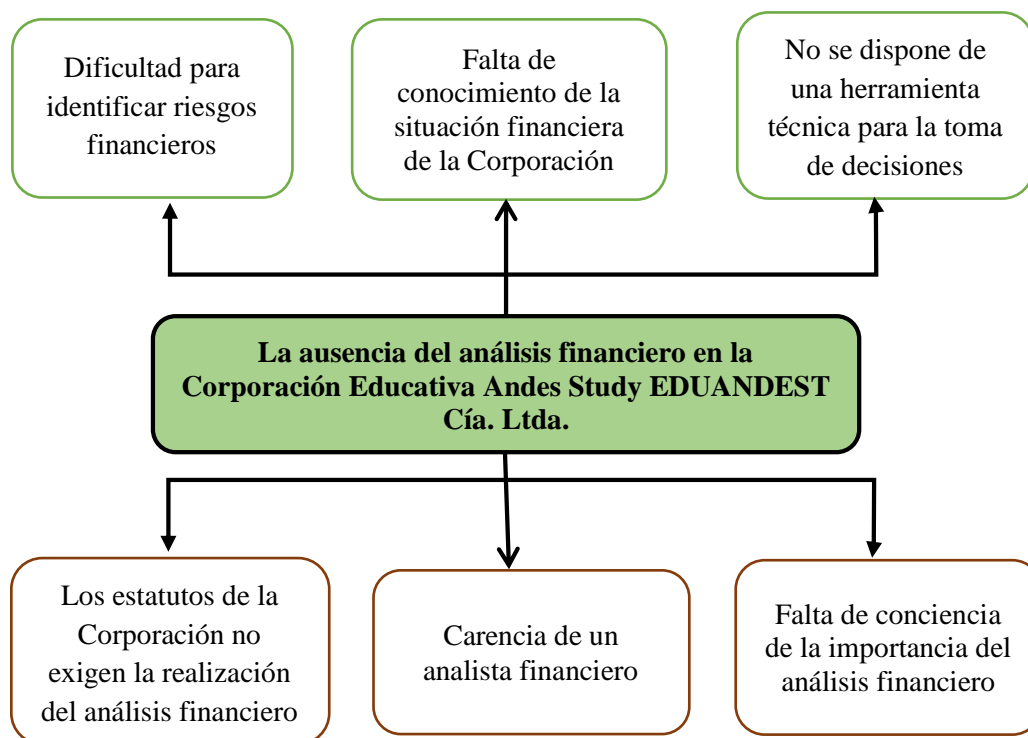 Dificultad para
identificar riesgos
financieros
Falta de
conocimiento de la
situación financiera
de la Corporación
No se dispone de
una herramienta
técnica para la toma
de decisiones
La ausencia del análisis financiero en la
Corporación Educativa Andes Study EDUANDEST
Cía. Ltda.
Los estatutos de la
Corporación no
exigen la realización
del análisis financiero
Carencia de un
analista financiero
Falta de conciencia
de la importancia del
análisis financiero